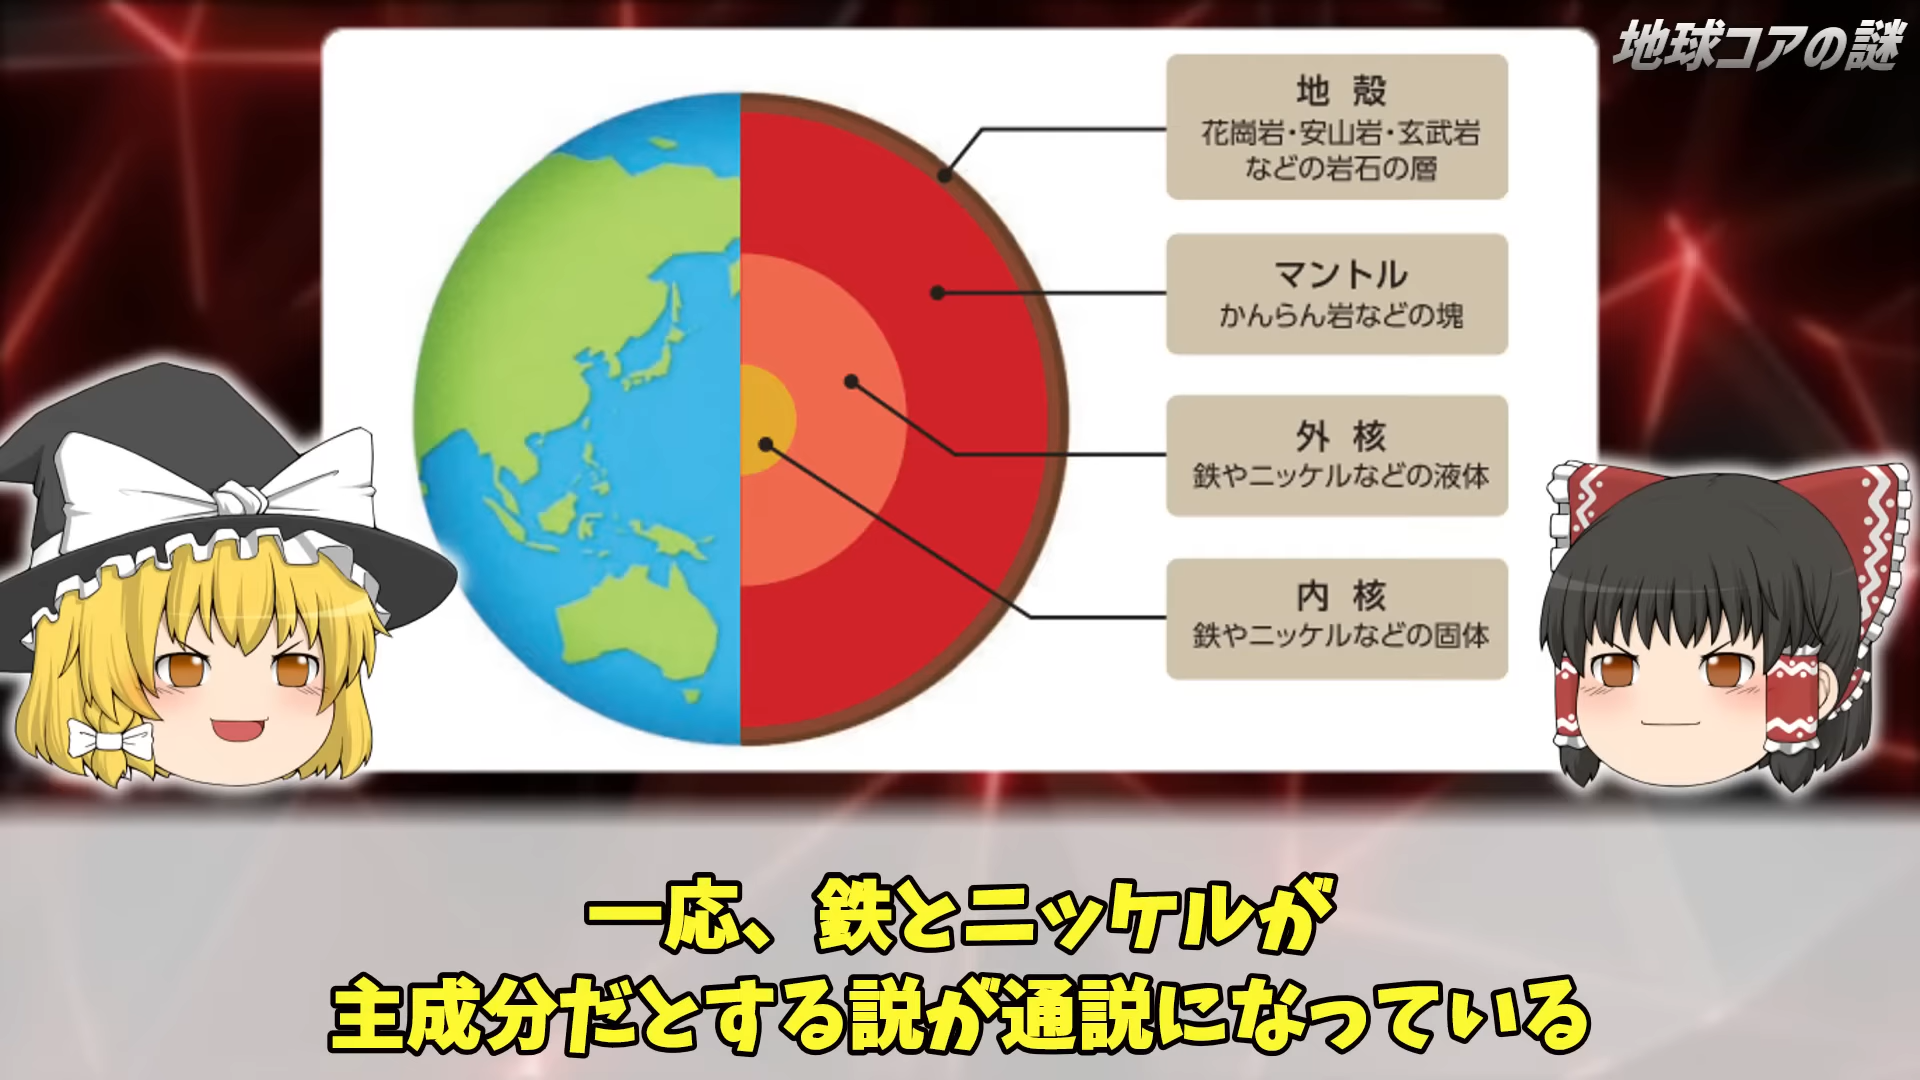 地球コアの謎
地殻
花崗岩・安山岩・玄武岩
などの岩石の層
マントル
かんらん岩などの塊
外核
鉄やニッケルなどの液体
内核
鉄やニッケルなどの固体
一応、鉄とニッケルが
主成分だとする説が通説になっている